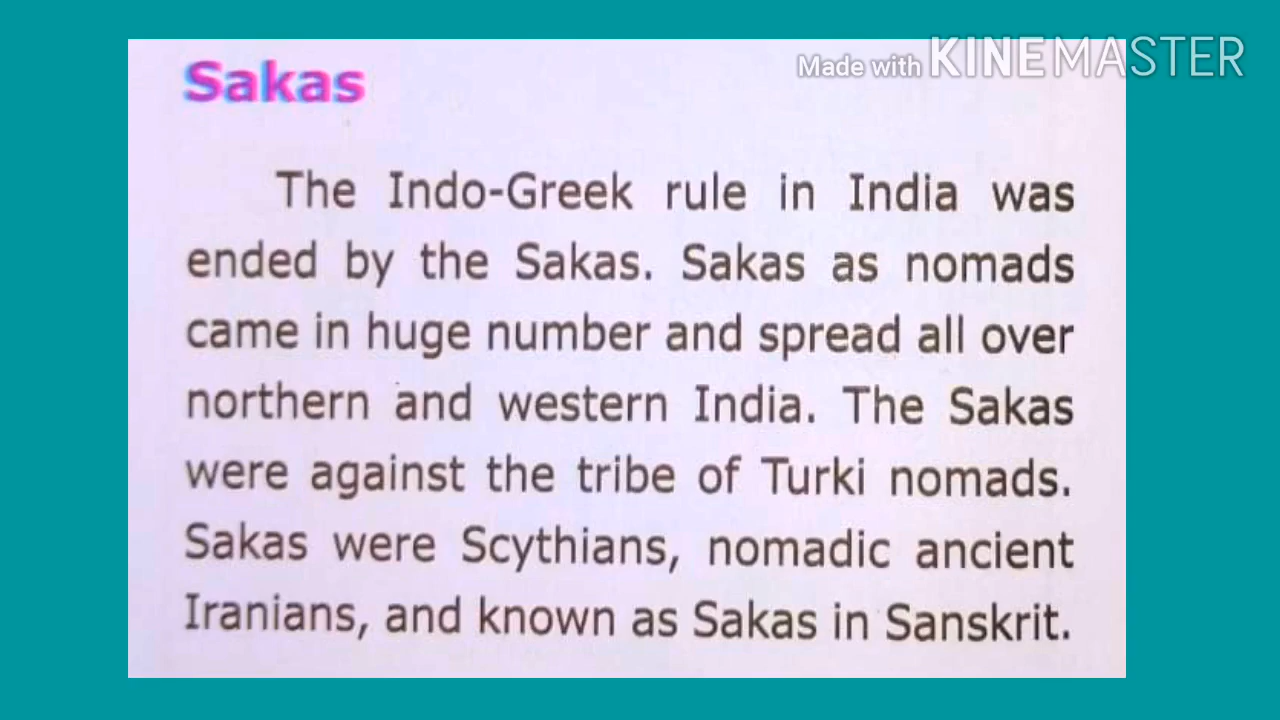 Made with KINEMASTER
Sakas
The Indo-Greek rule in India was
ended by the Sakas. Sakas as nomads
came in huge number and spread all over
northern and western India. The Sakas
were against the tribe of Turki nomads.
Sakas were Scythians, nomadic ancient
Iranians, and known as Sakas in Sanskrit.